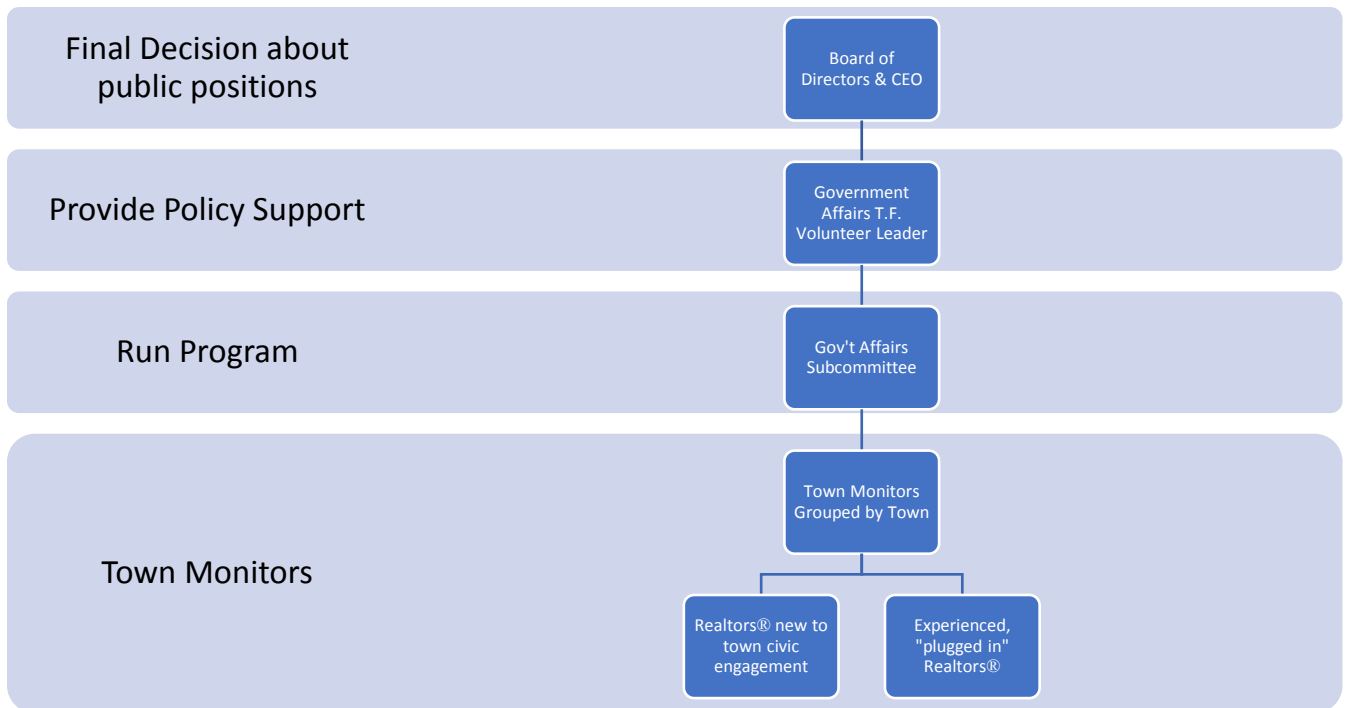 Final Decision about
public positions
Board of
Directors & CEO
Provide Policy Support
Government
Affairs T.F.
Volunteer Leader
Run Program
Gov't Affairs
Subcommittee
Town Monitors
Town Monitors
Grouped by Town
Realtors® new to
town civic
engagement
Experienced,
"plugged in"
Realtors®